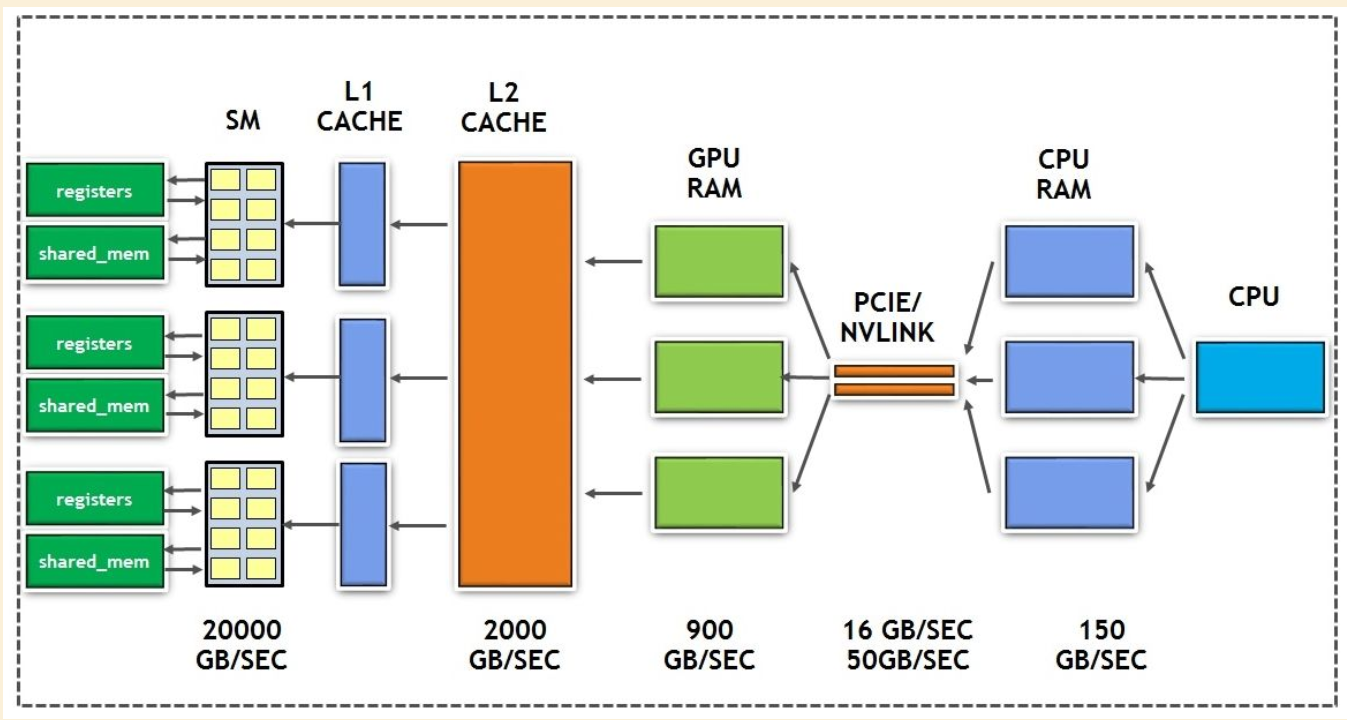 SM
L1
CACHE
L2
CACHE
GPU
RAM
PCIE/
NVLINK
CPU
RAM
CPU
registers
shared_mem
registers
shared_mem
registers
shared_mem
20000
GB/SEC
2000
GB/SEC
900
GB/SEC
16 GB/SEC
50GB/SEC
150
GB/SEC